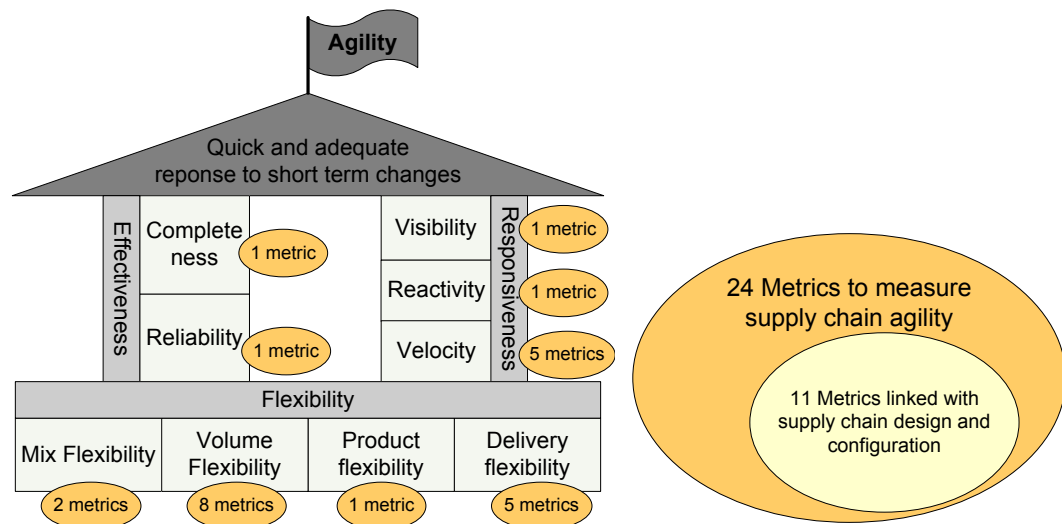 Agility
Quick and adequate
reponse to short term changes
Effectiveness
Complete
ness
1 metric
Reliability
1 metric
Visibility
Reactivity
Velocity
Responsiveness
1 metric
1 metric
5 metrics
Flexibility
Mix Flexibility
2 metrics
Volume
Flexibility
8 metrics
Product
flexibility
1 metric
Delivery
flexibility
5 metrics
24 Metrics to measure
supply chain agility
11 Metrics linked with
supply chain design and
configuration